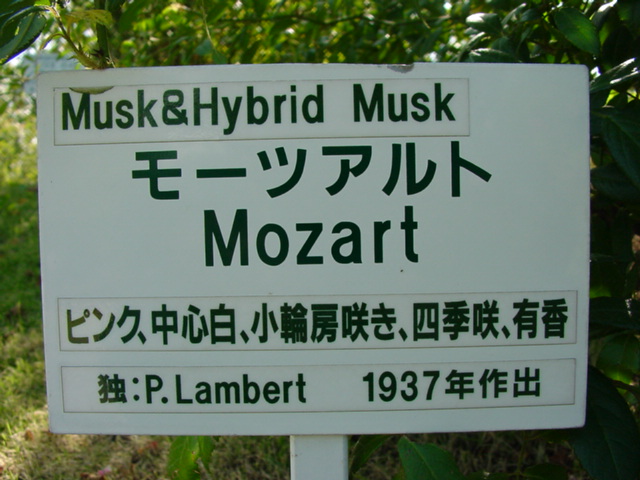 Musk&Hybrid Musk
モーツアルト
Mozart
ピンク、中心白、小輪房咲き、四季咲、有香
独：P.Lambert 1937年作出